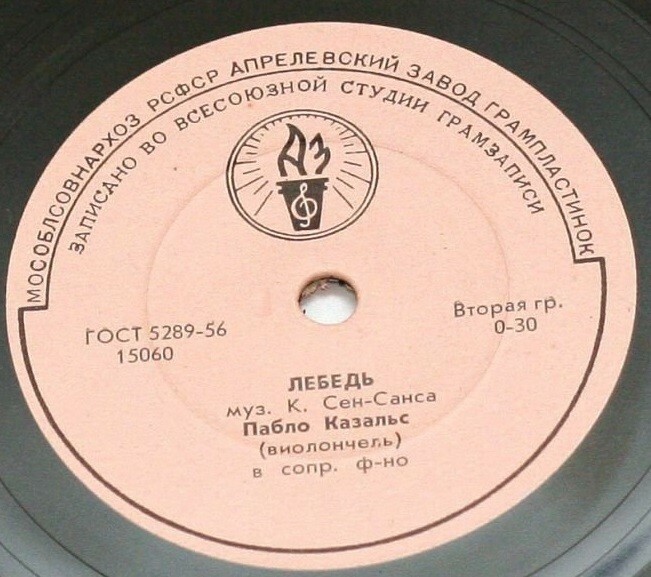 МОСОБЛСОВНАРХОЗ РСФСР АПРЕЛЕВСКИЙ ЗАВОД ГРАМПЛАСТИНОК
ЗАПИСАНО ВО ВСЕСОЮЗНОЙ СТУДИИ ГРАМЗАПИСИ
АЗ
ГОСТ 5289-56
15060
Вторая гр.
0-30
ЛЕБЕДЬ
муз. К. Сен-Санса
Пабло Казальс
(виолончель)
в сопр. ф-но